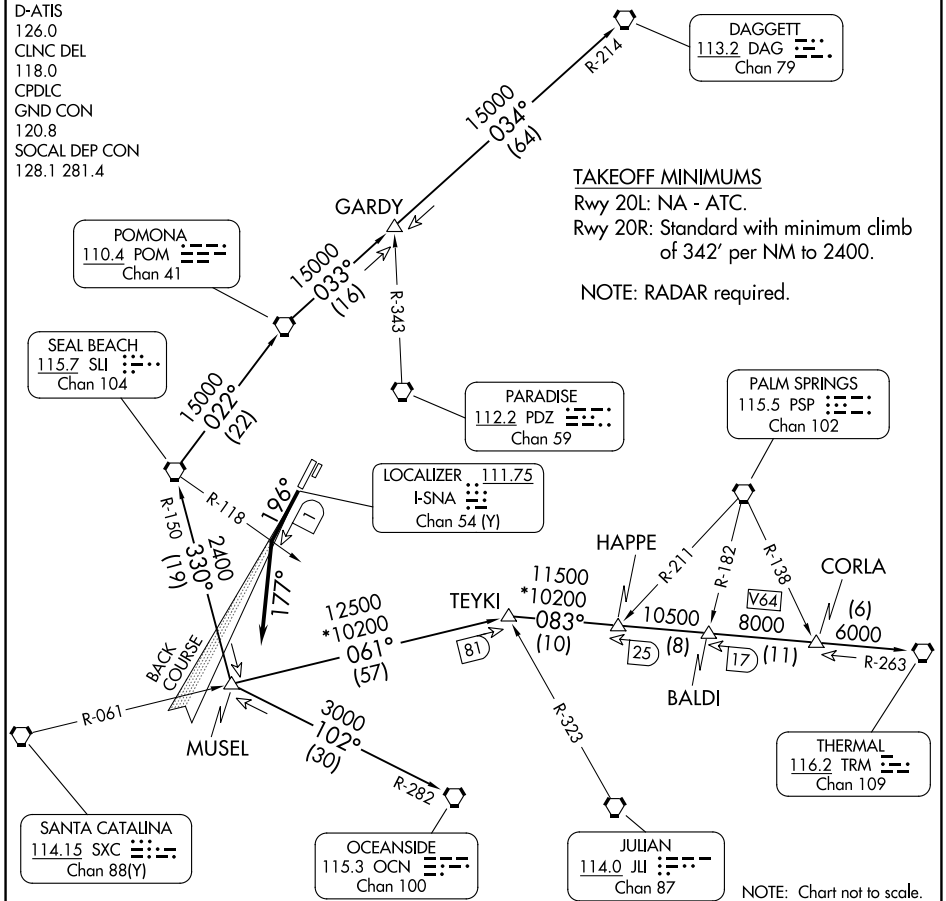 D-ATIS
126.0
CLNC DEL
118.0
CPDLC
GND CON
120.8
SOCAL DEP CON
128.1 281.4
DAGGETT
113.2 DAG
Chan 79
R-214
15000
034°
(64)
TAKEOFF MINIMUMS
Rwy 20L: NA - ATC.
Rwy 20R: Standard with minimum climb
of 342' per NM to 2400.
NOTE: RADAR required.
GARDY
POMONA
110.4 POM
Chan 41
15000
033°
(16)
R-343
SEAL BEACH
115.7 SLI
Chan 104
15000
022°
(22)
PARADISE
112.2 PDZ
Chan 59
PALM SPRINGS
115.5 PSP
Chan 102
LOCALIZER 111.75
I-SNA
Chan 54 (Y)
196°
1
R-118
R-150
2400
330°
(19)
177°
BACK
COURSE
HAPPE
R-211
R-182
R-138
CORLA
TEYKI
11500
*10200
083°
(10)
10500
(8)
V64
8000
(11)
(6)
6000
R-263
12500
*10200
061°
(57)
81
25
17
BALDI
R-061
MUSEL
3000
102°
(30)
R-282
R-323
THERMAL
116.2 TRM
Chan 109
SANTA CATALINA
114.15 SXC
Chan 88(Y)
OCEANSIDE
115.3 OCN
Chan 100
JULIAN
114.0 JLI
Chan 87
NOTE: Chart not to scale.